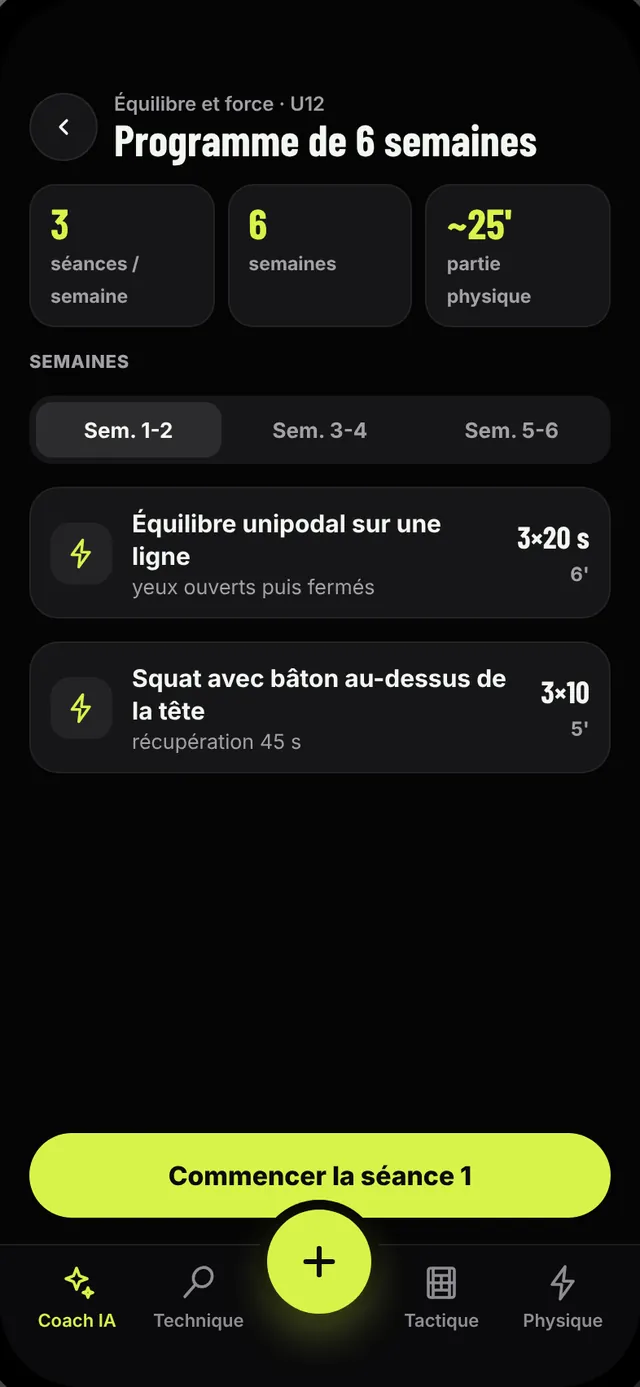 Équilibre et force · U12
Programme de 6 semaines
3
séances /
semaine
6
semaines
~25'
partie
physique
SEMAINES
Sem. 1-2
Sem. 3-4
Sem. 5-6
Équilibre unipodal sur une
ligne
yeux ouverts puis fermés
3×20 s
6'
Squat avec bâton au-dessus de
la tête
récupération 45 s
3×10
5'
Commencer la séance 1
Coach IA
Technique
Tactique
Physique